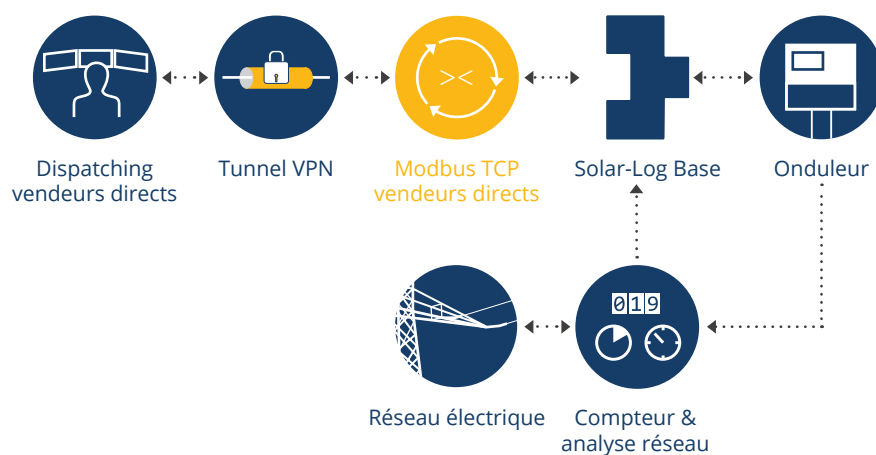 Dispatching
vendeurs directs
Tunnel VPN
Modbus TCP
vendeurs directs
Solar-Log Base
Onduleur
019
Réseau électrique
Compteur &
analyse réseau